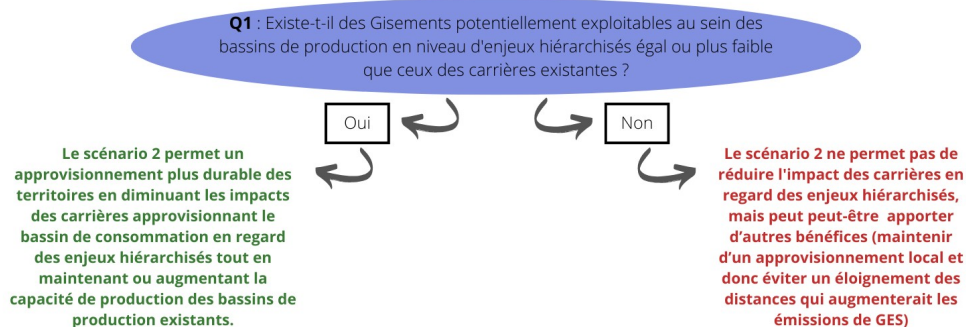 Q1 : Existe-t-il des Gisements potentiellement exploitables au sein des
bassins de production en niveau d'enjeux hiérarchisés égal ou plus faible
que ceux des carrières existantes ?
Oui
Non
Le scénario 2 permet un
approvisionnement plus durable des
territoires en diminuant les impacts
des carrières approvisionnant le
bassin de consommation en regard
des enjeux hiérarchisés tout en
maintenant ou augmentant la
capacité de production des bassins de
production existants.
Le scénario 2 ne permet pas de
réduire l'impact des carrières en
regard des enjeux hiérarchisés,
mais peut peut-être apporter
d'autres bénéfices (maintenir
d'un approvisionnement local et
donc éviter un éloignement des
distances qui augmenterait les
émissions de GES)